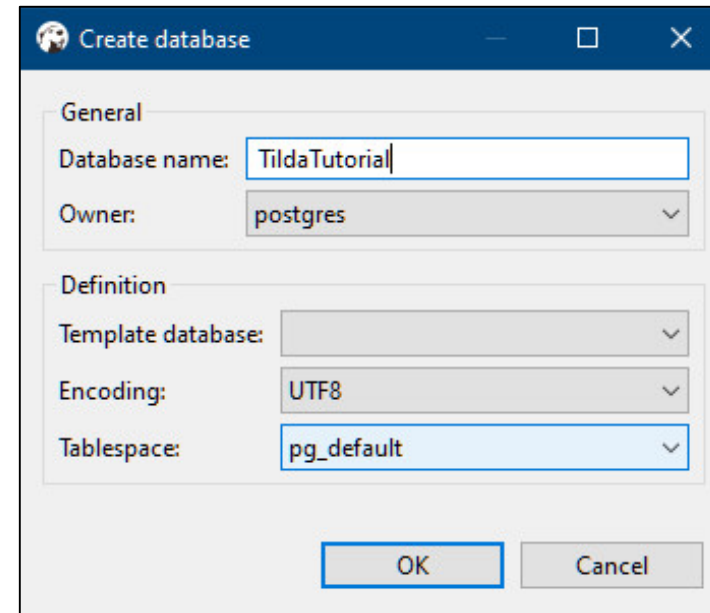 Create database
General
Database name: TildaTutorial
Owner: postgres
Definition
Template database:
Encoding: UTF8
Tablespace: pg_default
OK Cancel